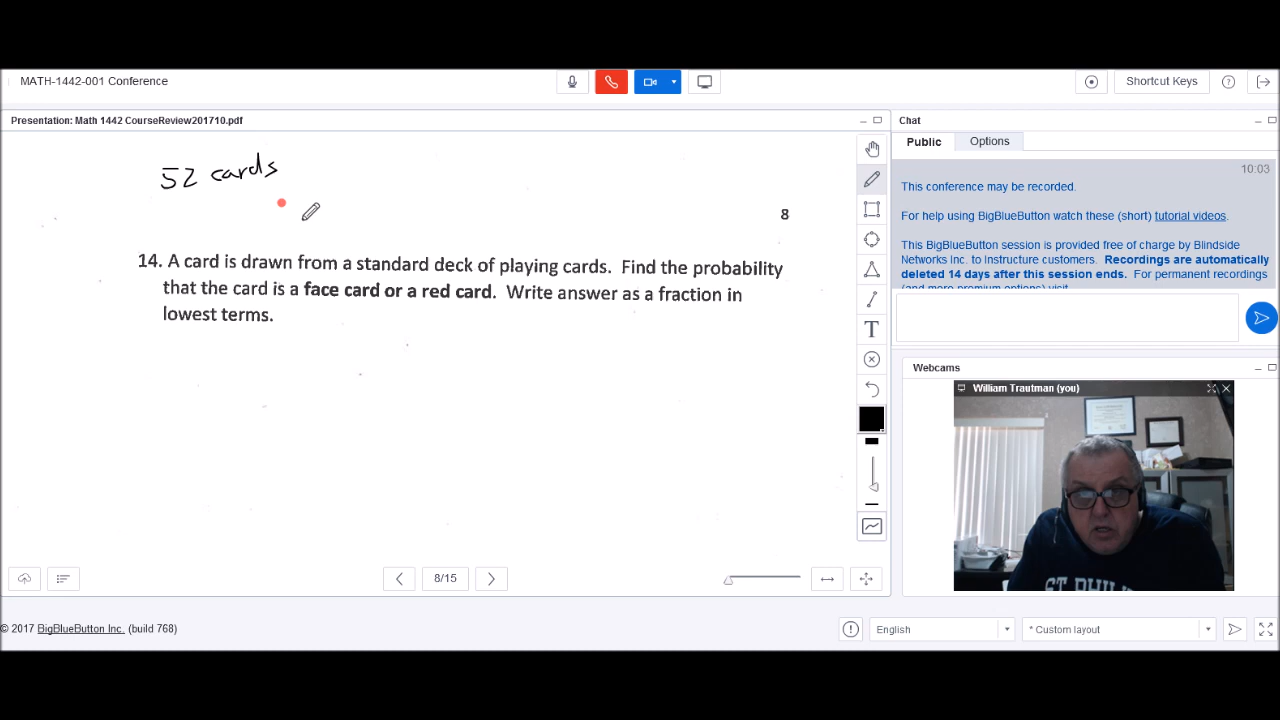 MATH-1442-001 Conference
Shortcut Keys
Presentation: Math 1442 CourseReview201710.pdf
52 cards
8
14. A card is drawn from a standard deck of playing cards. Find the probability
that the card is a face card or a red card. Write answer as a fraction in
lowest terms.
T
8/15
Chat
Public
Options
10:03
This conference may be recorded.
For help using BigBlueButton watch these (short) tutorial videos.
This BigBlueButton session is provided free of charge by Blindside
Networks Inc. to Instructure customers. Recordings are automatically
deleted 14 days after this session ends. For permanent recordings
(and more premium options) visit
Webcams
William Trautman (you)
© 2017 BigBlueButton Inc. (build 768)
English
* Custom layout